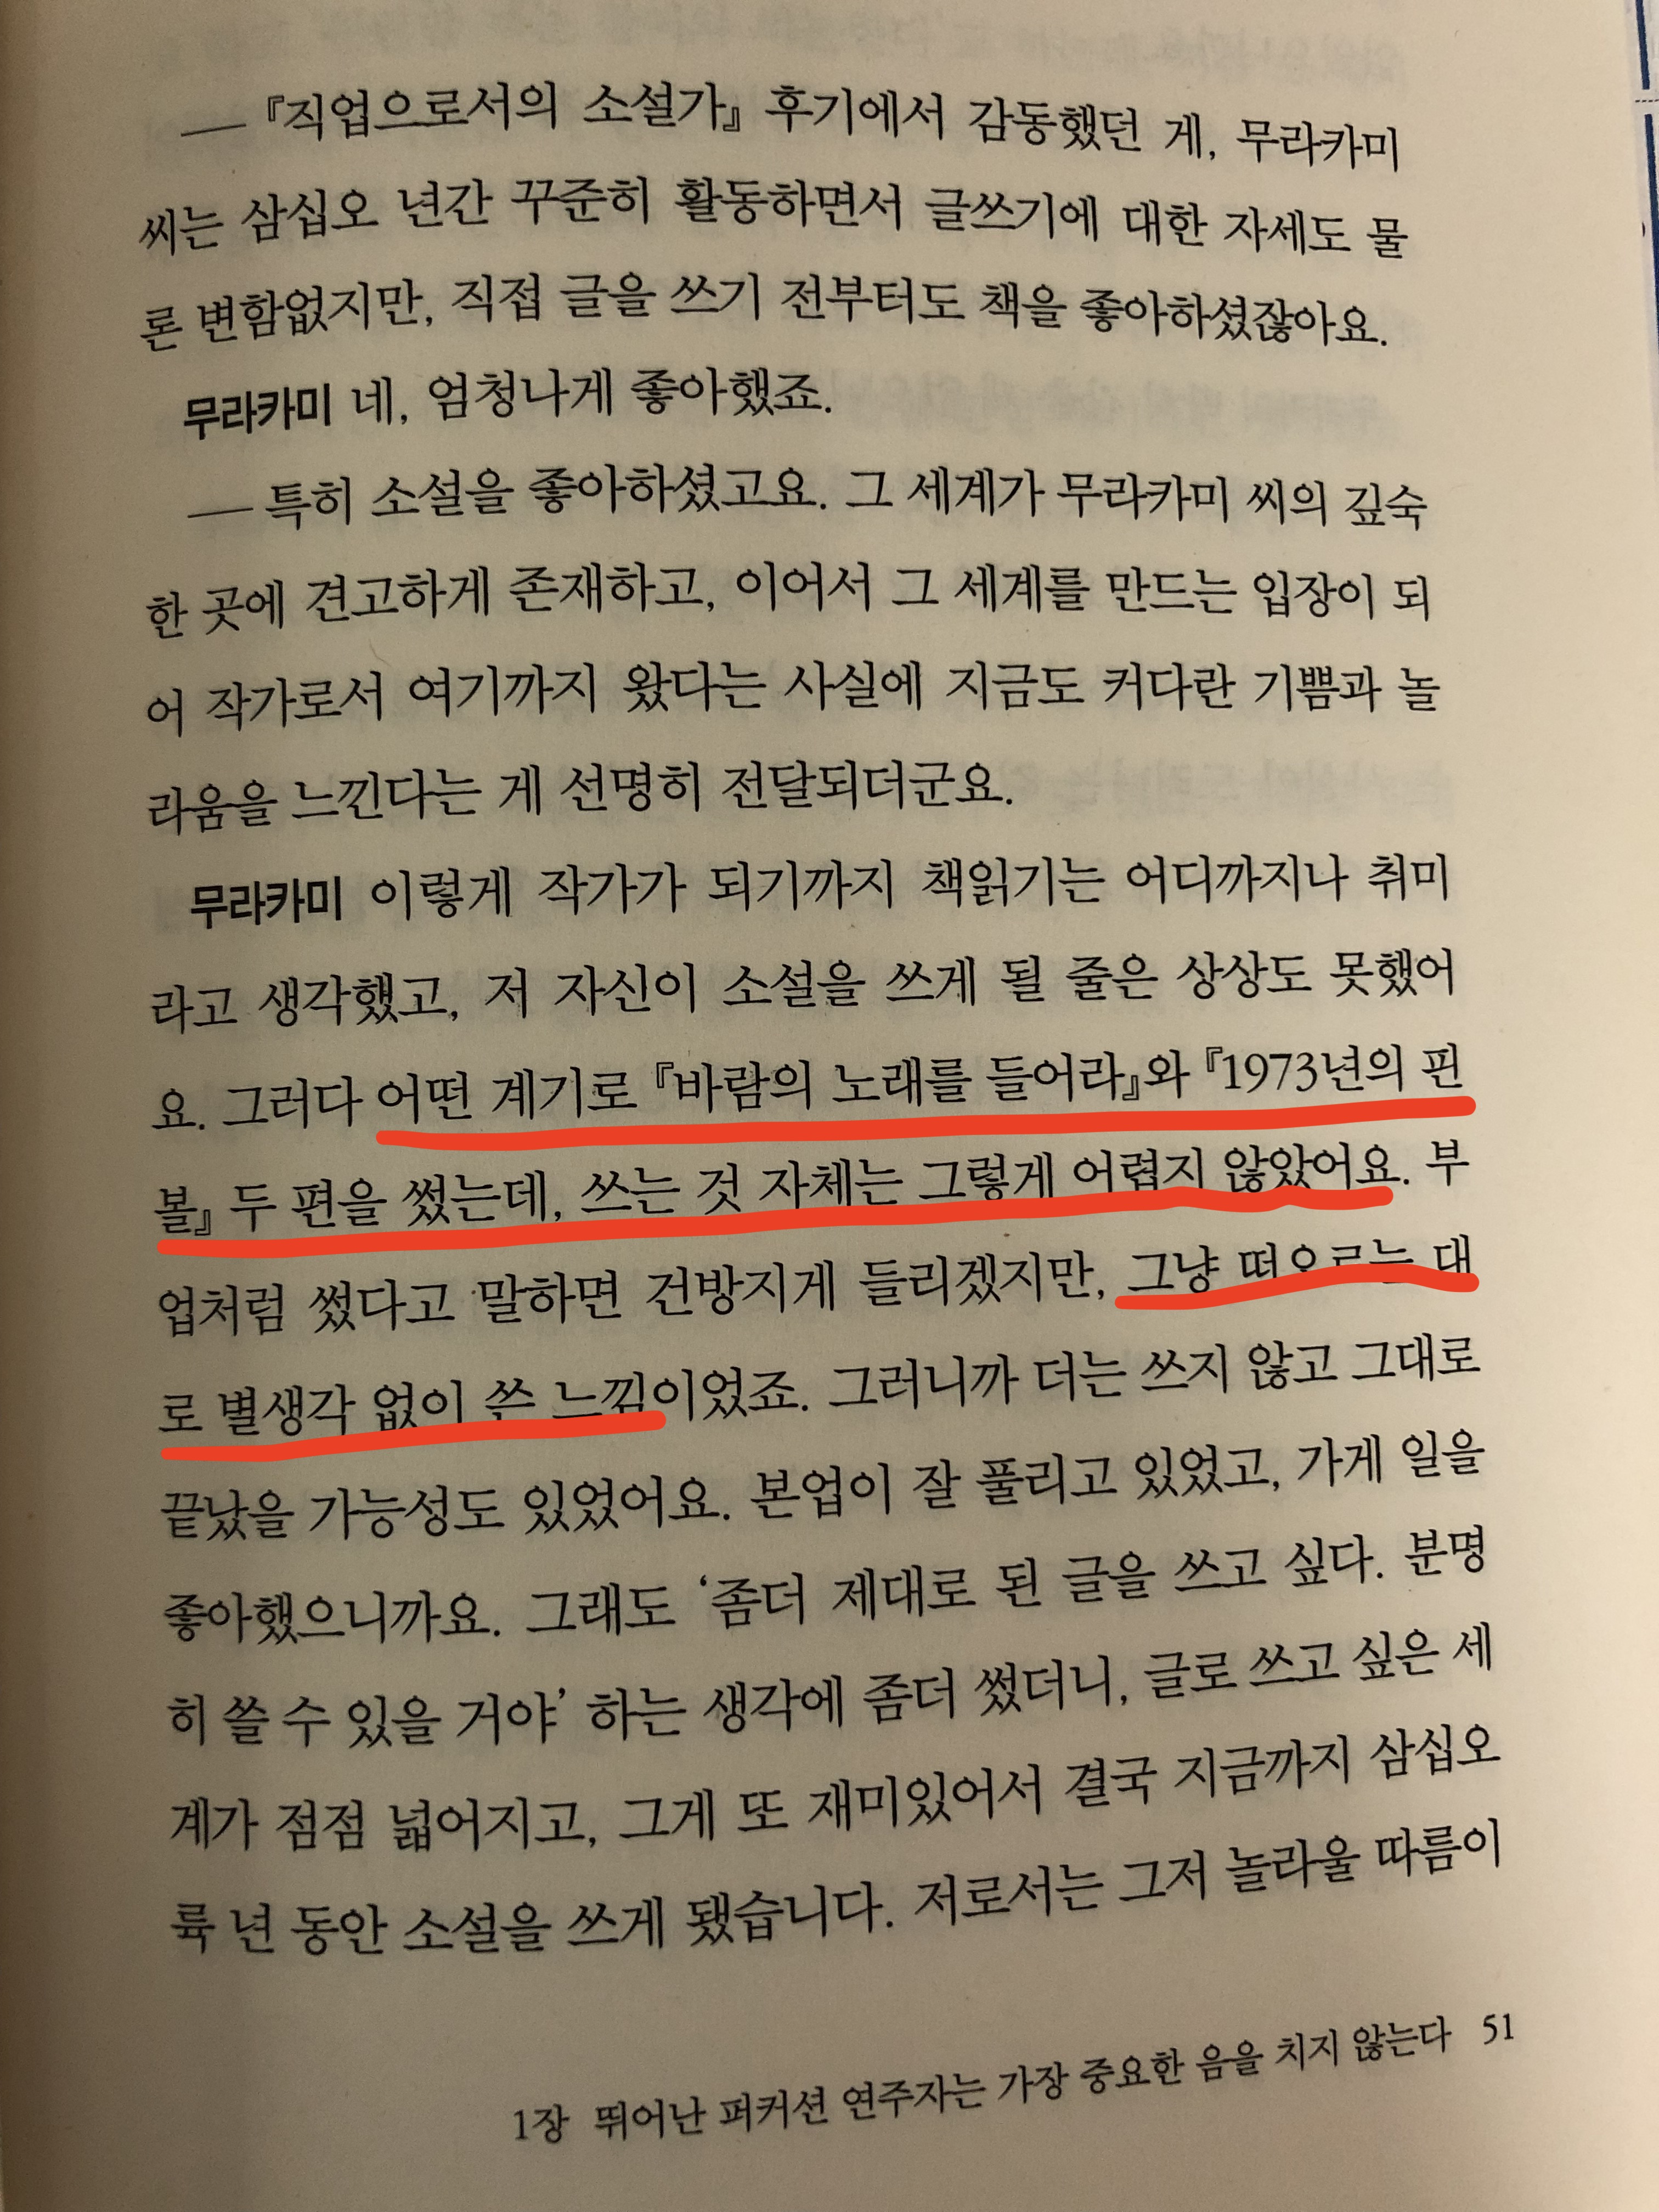 ― 『직업으로서의 소설가』 후기에서 감동했던 게, 무라카미
씨는 삼십오 년간 꾸준히 활동하면서 글쓰기에 대한 자세도 물
론 변함없지만, 직접 글을 쓰기 전부터도 책을 좋아하셨잖아요.
무라카미 네, 엄청나게 좋아했죠.
― 특히 소설을 좋아하셨고요. 그 세계가 무라카미 씨의 깊숙
한 곳에 견고하게 존재하고, 이어서 그 세계를 만드는 입장이 되
어 작가로서 여기까지 왔다는 사실에 지금도 커다란 기쁨과 놀
라움을 느낀다는 게 선명히 전달되더군요.
무라카미 이렇게 작가가 되기까지 책읽기는 어디까지나 취미
라고 생각했고, 저 자신이 소설을 쓰게 될 줄은 상상도 못했어
요. 그러다 어떤 계기로 『바람의 노래를 들어라』와 『1973년의 핀
볼』 두 편을 썼는데, 쓰는 것 자체는 그렇게 어렵지 않았어요. 부
업처럼 썼다고 말하면 건방지게 들리겠지만, 그냥 떠오르는 대
로 별생각 없이 쓴 느낌이었죠. 그러니까 더는 쓰지 않고 그대로
끝났을 가능성도 있었어요. 본업이 잘 풀리고 있었고, 가게 일을
좋아했으니까요. 그래도 ‘좀더 제대로 된 글을 쓰고 싶다. 분명
히 쓸 수 있을 거야’ 하는 생각에 좀더 썼더니, 글로 쓰고 싶은 세
계가 점점 넓어지고, 그게 또 재미있어서 결국 지금까지 삼십오
륙 년 동안 소설을 쓰게 됐습니다. 저로서는 그저 놀라울 따름이
1장 뛰어난 퍼커션 연주자는 가장 중요한 음을 치지 않는다 51